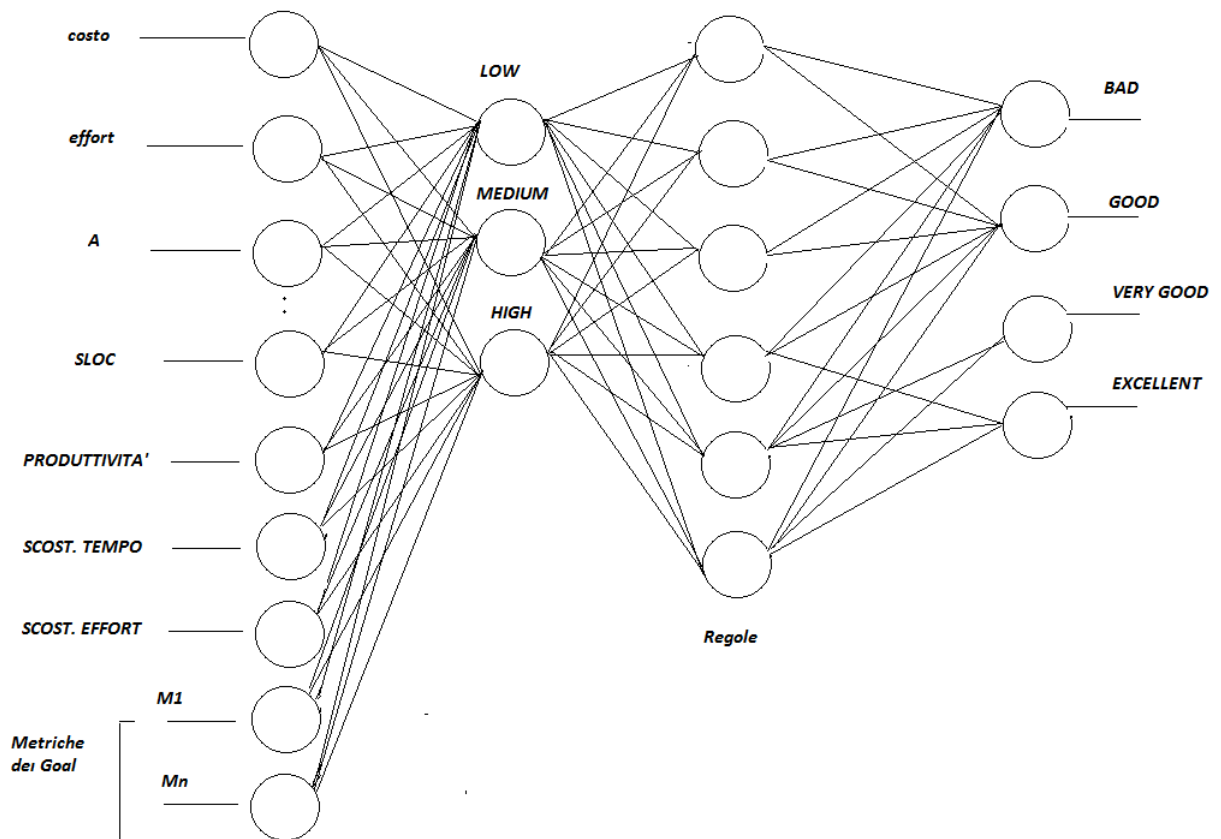 costo
effort
A
SLOC
PRODUTTIVITA'
SCOST. TEMPO
SCOST. EFFORT
M1
Metriche
dei Goal
Mn
LOW
MEDIUM
HIGH
Regole
BAD
GOOD
VERY GOOD
EXCELLENT